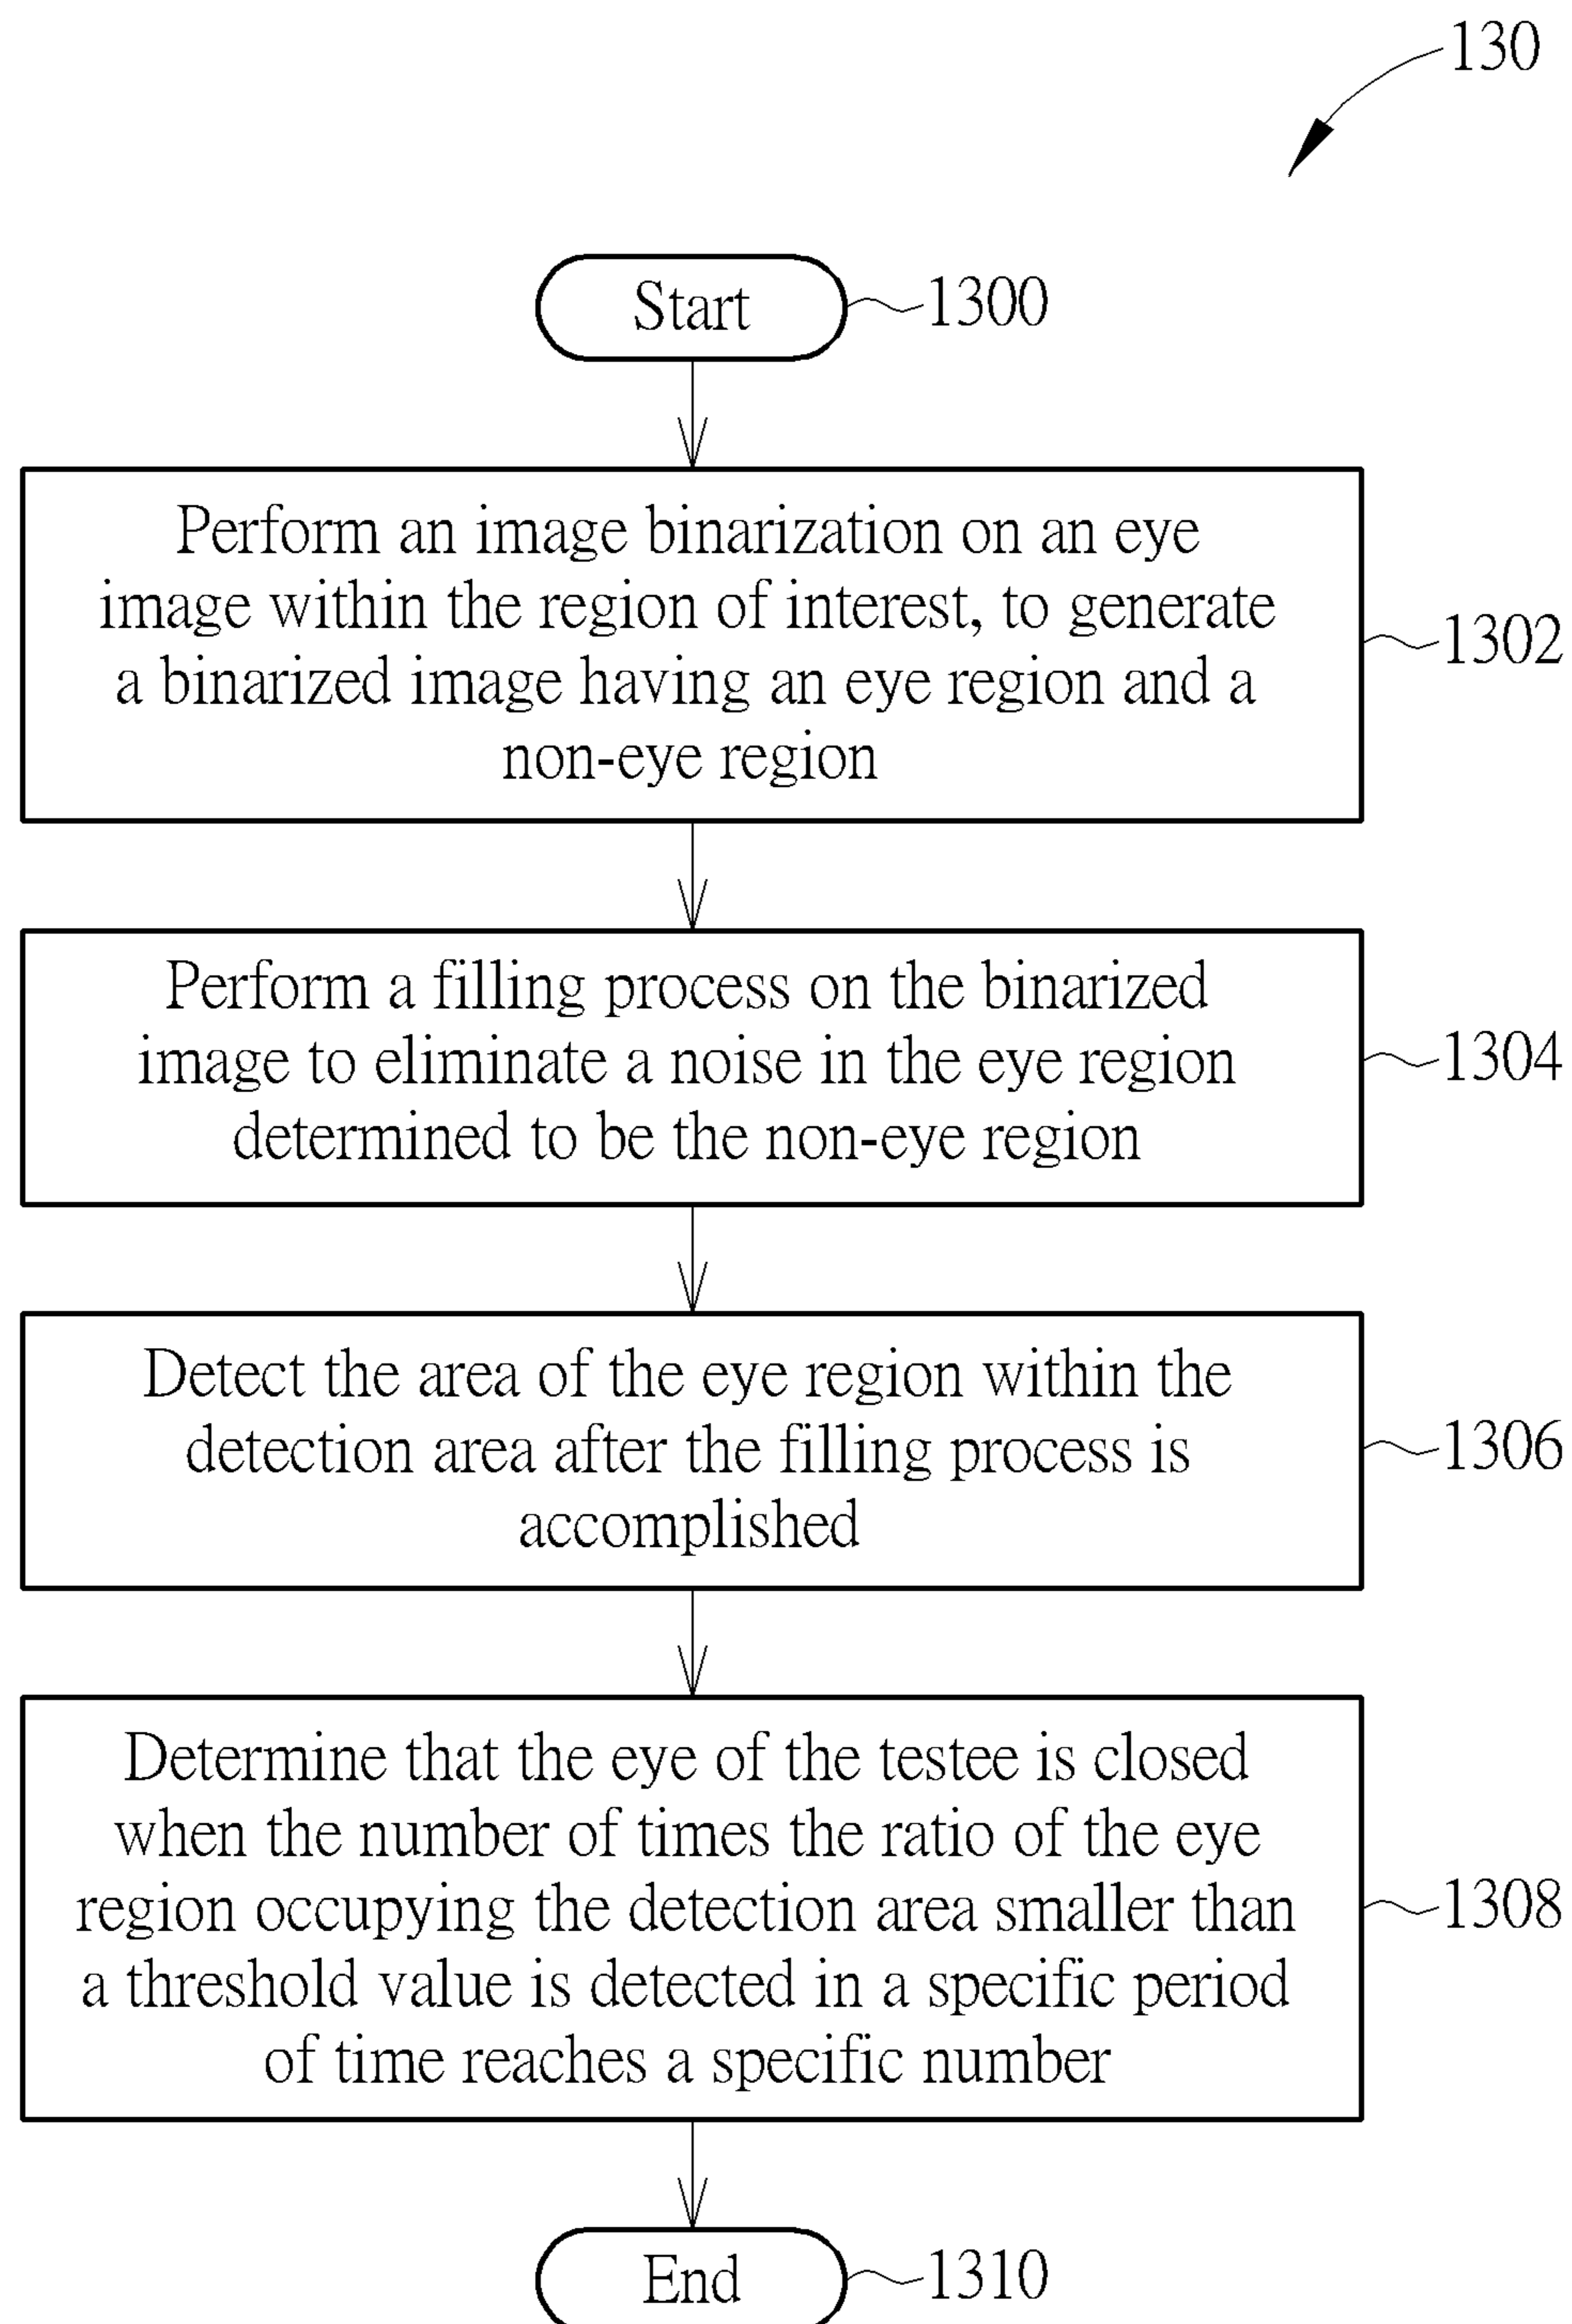 130
Start
1300
Perform an image binarization on an eye
image within the region of interest, to generate
a binarized image having an eye region and a
non-eye region
1302
Perform a filling process on the binarized
image to eliminate a noise in the eye region
determined to be the non-eye region
1304
Detect the area of the eye region within the
detection area after the filling process is
accomplished
1306
Determine that the eye of the testee is closed
when the number of times the ratio of the eye
region occupying the detection area smaller than
a threshold value is detected in a specific period
of time reaches a specific number
1308
End
1310